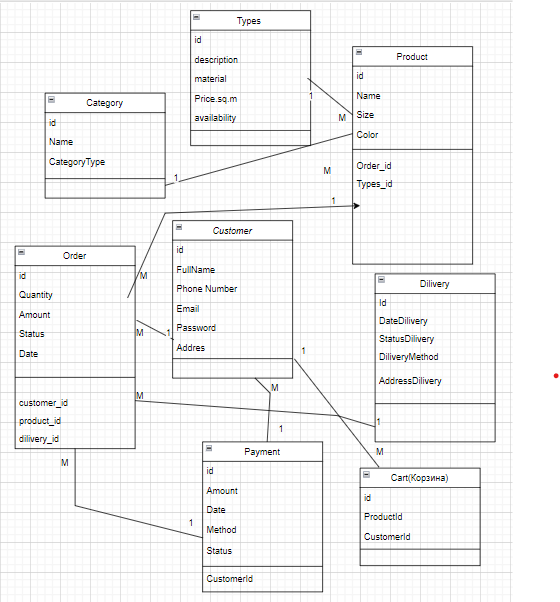 Types
id
description
material
Price.sq.m
availability
1
Product
id
Name
Size
Color
Order_id
Types_id
M
M
1
Category
id
Name
CategoryType
1
Order
id
Quantity
Amount
Status
Date
customer_id
product_id
dilivery_id
M
M
M
M
Customer
id
FullName
Phone Number
Email
Password
Addres
1
1
M
Dilivery
Id
DateDilivery
StatusDilivery
DiliveryMethod
AddressDilivery
1
M
Payment
id
Amount
Date
Method
Status
CustomerId
1
1
Cart(Корзина)
id
ProductId
CustomerId